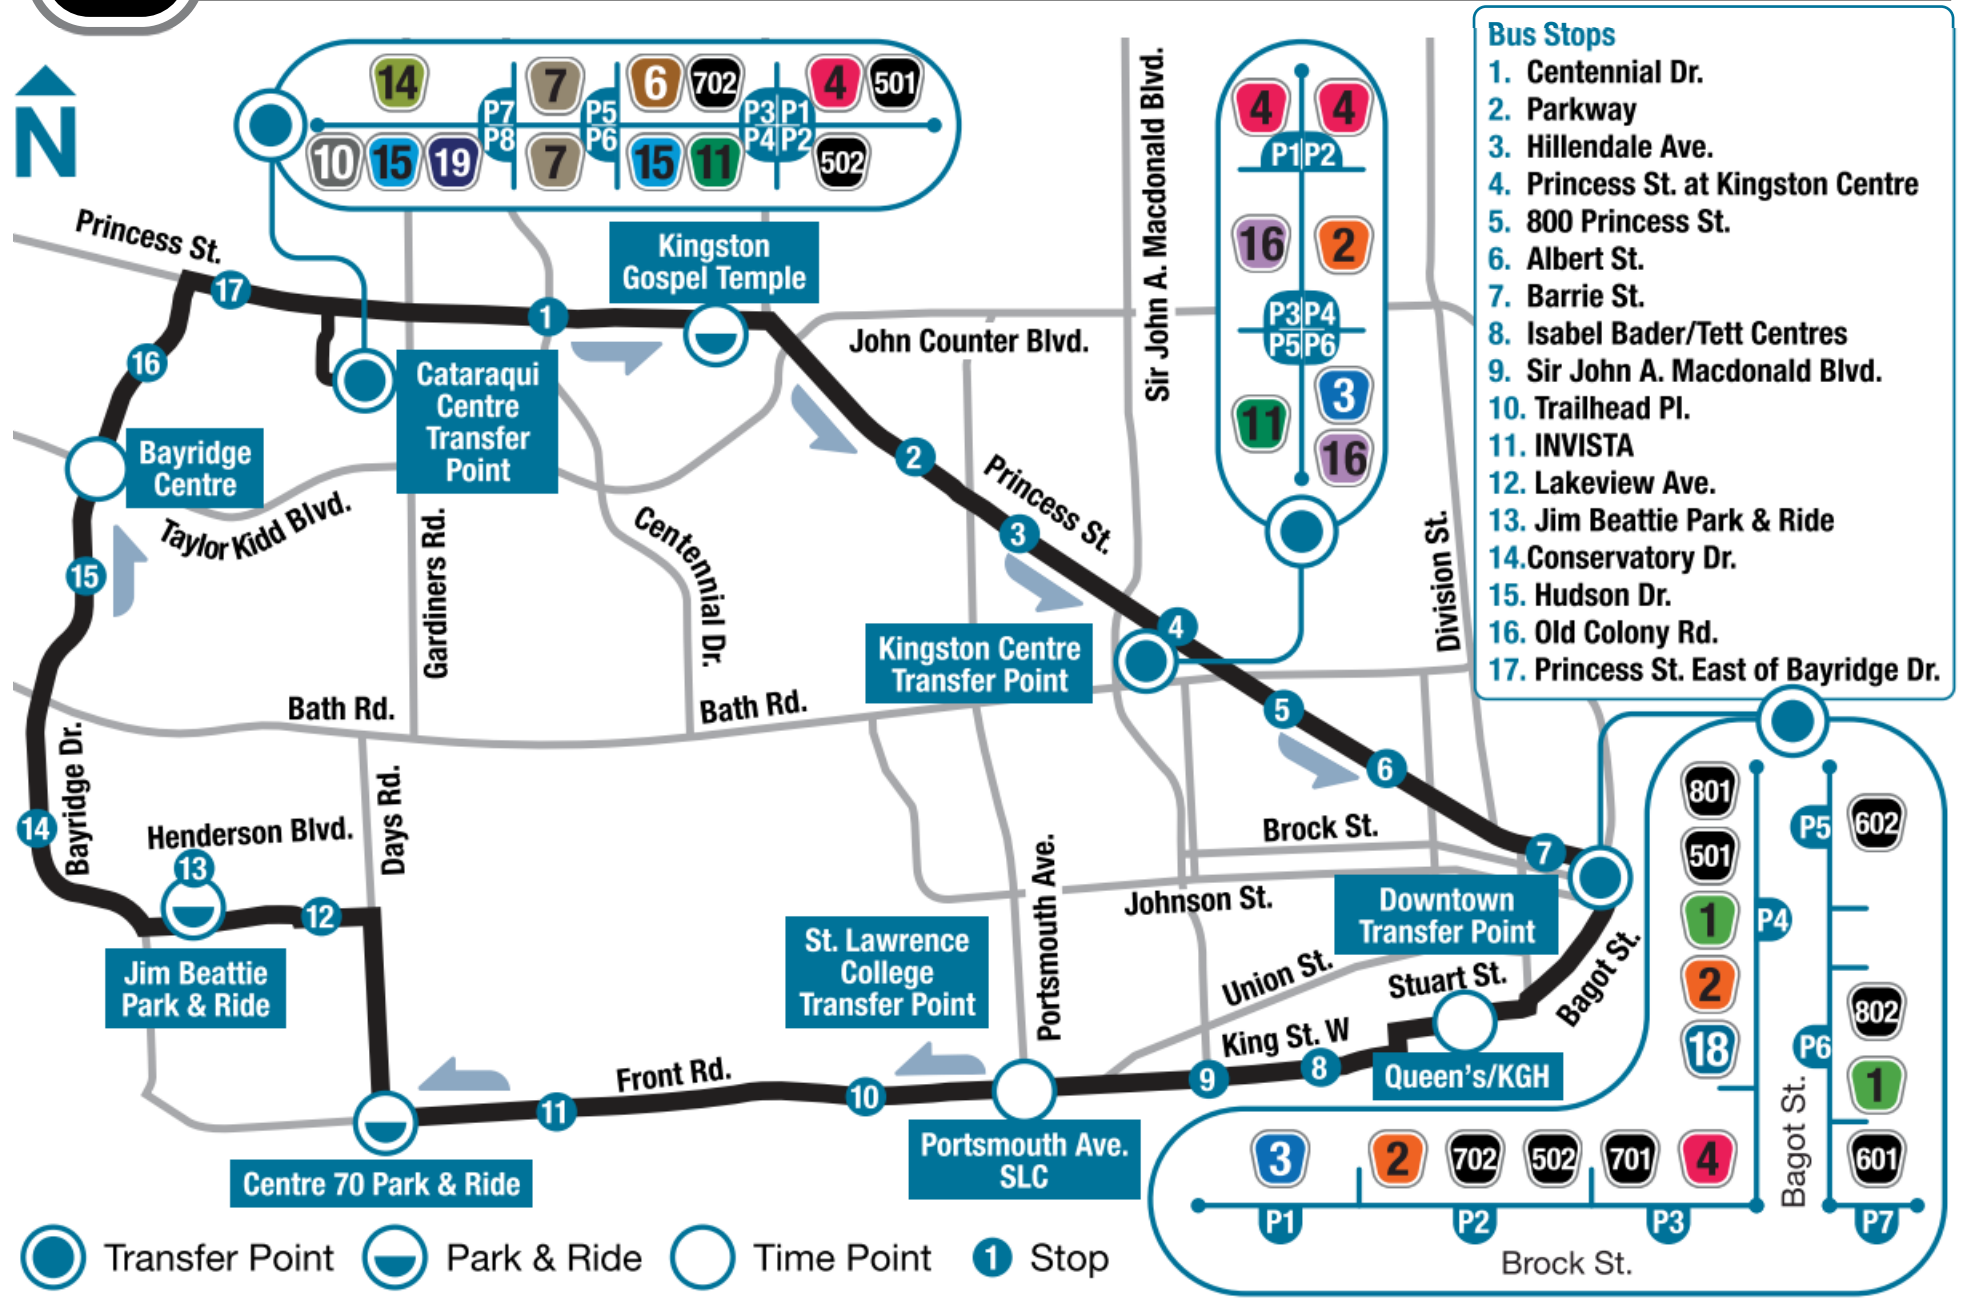 N
14
7
6
702
4
501
P7
P5
P3
P1
P8
P6
P4
P2
10
15
19
7
15
11
502
4
4
P1
P2
16
2
P3
P4
P5
P6
3
11
16
Bus Stops
1. Centennial Dr.
2. Parkway
3. Hillendale Ave.
4. Princess St. at Kingston Centre
5. 800 Princess St.
6. Albert St.
7. Barrie St.
8. Isabel Bader/Tett Centres
9. Sir John A. Macdonald Blvd.
10. Trailhead Pl.
11. INVISTA
12. Lakeview Ave.
13. Jim Beattie Park & Ride
14.Conservatory Dr.
15. Hudson Dr.
16. Old Colony Rd.
17. Princess St. East of Bayridge Dr.
Princess St.
17
1
Kingston
Gospel Temple
John Counter Blvd.
Sir John A. Macdonald Blvd.
16
Cataraqui
Centre
Transfer
Point
Bayridge
Centre
Taylor Kidd Blvd.
2
Princess St.
3
Centennial Dr.
Gardiners Rd.
Division St.
15
4
Kingston Centre
Transfer Point
Bath Rd.
Bath Rd.
5
6
Bayridge Dr.
14
Henderson Blvd.
Days Rd.
13
12
Brock St.
7
Johnson St.
Portsmouth Ave.
Downtown
Transfer Point
Jim Beattie
Park & Ride
St. Lawrence
College
Transfer Point
Union St.
Stuart St.
Bagot St.
King St. W
Queen's/KGH
8
9
10
Front Rd.
11
Portsmouth Ave.
SLC
Centre 70 Park & Ride
801
501
1
2
18
P4
P5
602
802
P6
1
601
Bagot St.
3
2
702
502
701
4
P1
P2
P3
P7
Brock St.
Transfer Point
Park & Ride
Time Point
1
Stop